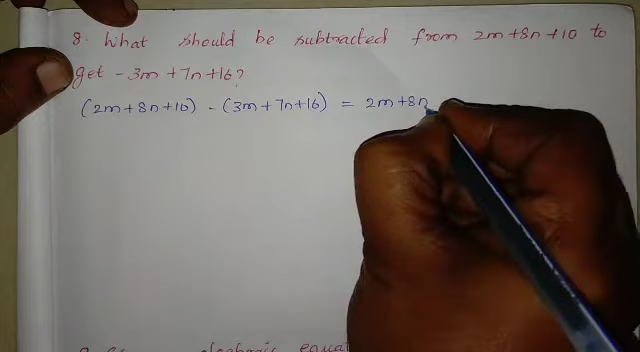 8. What should be subtracted from 2m+8n+10 to
get -3m+7n+16?
(2m+8n+10) - (3m+7n+16) = 2m+8n